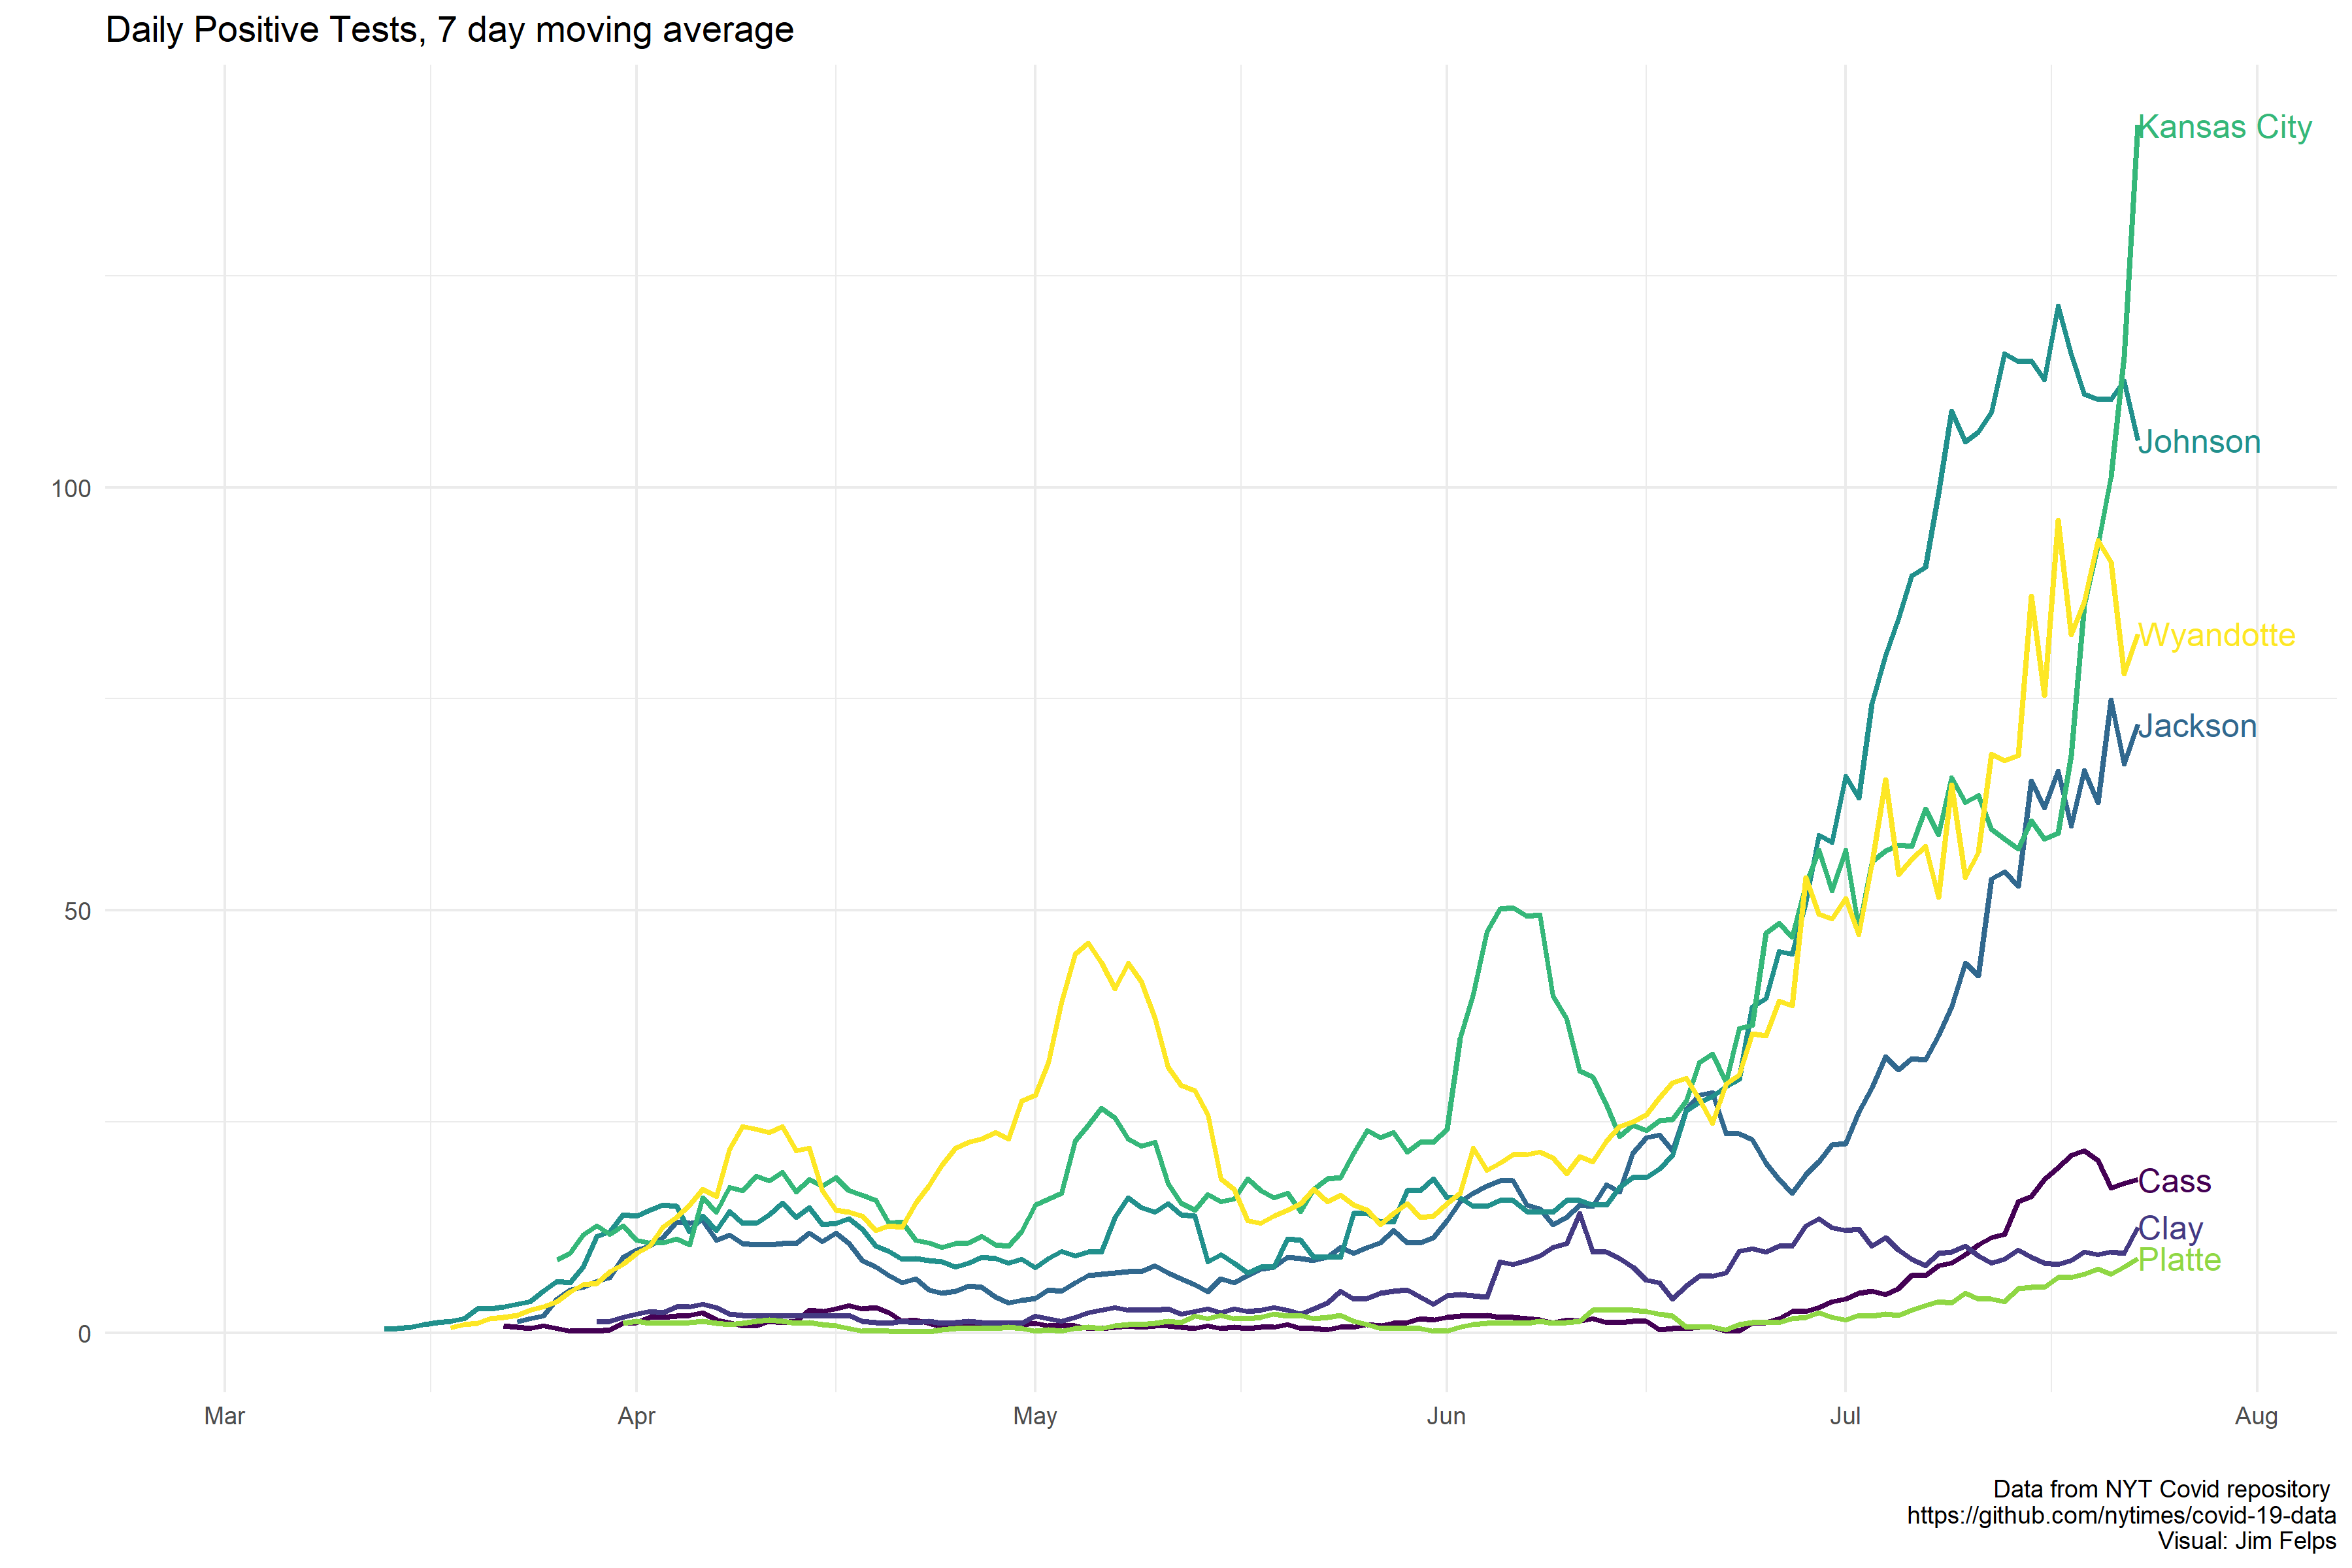 Daily Positive Tests, 7 day moving average
Kansas City
Johnson
100
Wyandotte
Jackson
50
Cass
Clay
Platte
0
Mar Apr May Jun Jul Aug
Data from NYT Covid repository
https://github.com/nytimes/covid-19-data
Visual: Jim Felps